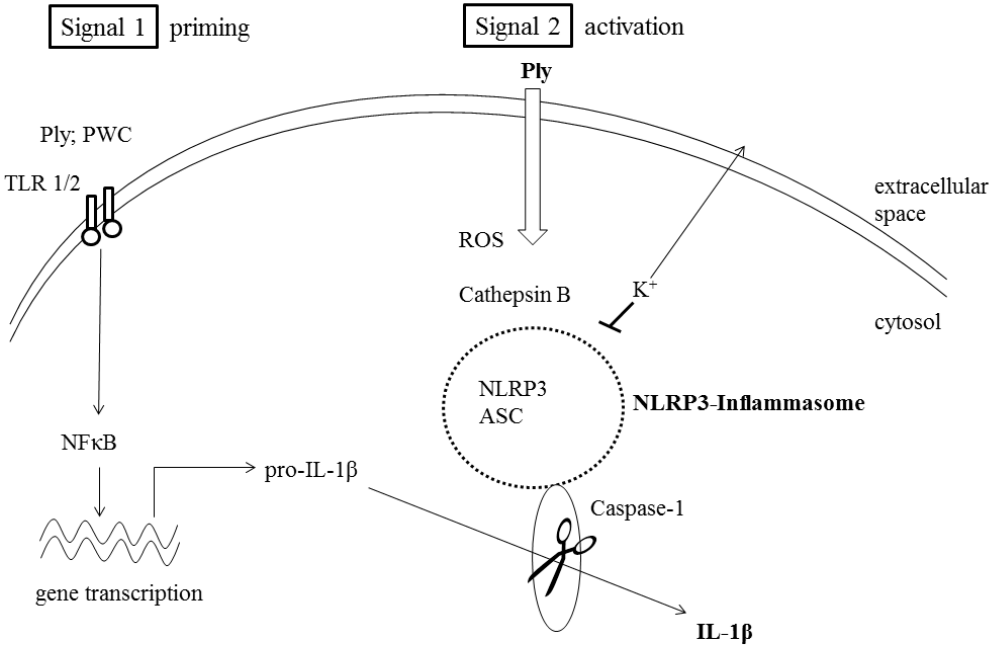 Signal 1 priming
Signal 2 activation
Ply
Ply; PWC
TLR 1/2
extracellular
space
ROS
Cathepsin B
K+
cytosol
NLRP3
ASC
NLRP3-Inflammasome
NFκB
pro-IL-1β
Caspase-1
gene transcription
IL-1β